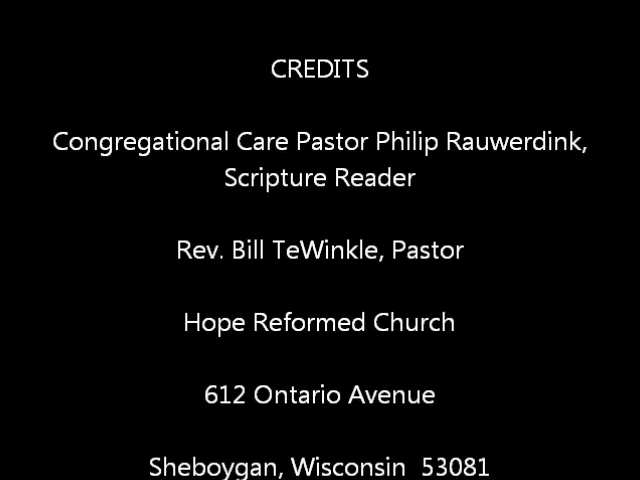 CREDITS
Congregational Care Pastor Philip Rauwerdink,
Scripture Reader
Rev. Bill TeWinkle, Pastor
Hope Reformed Church
612 Ontario Avenue
Sheboygan, Wisconsin  53081